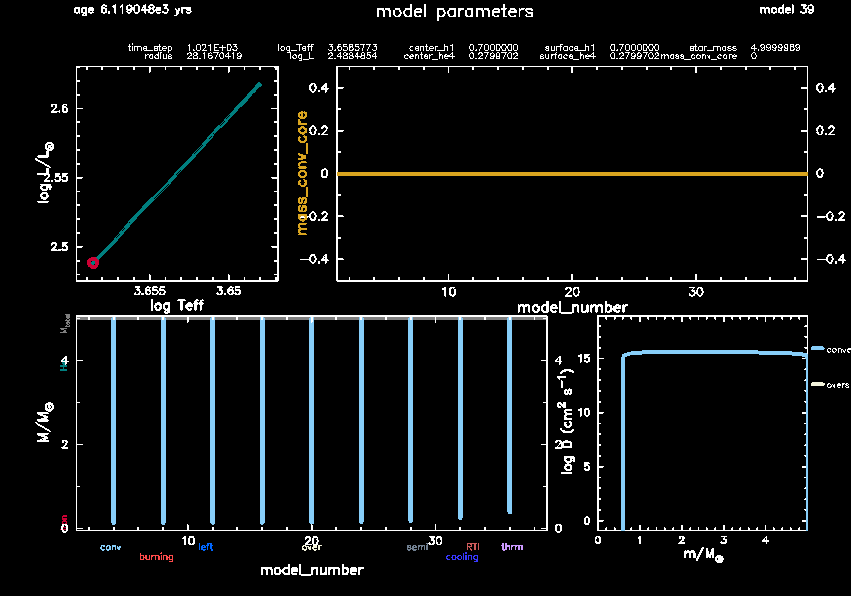 age 6.119048e3 yrs model parameters model 39
time_step 1.021E+03 log_Teff 3.6585773 center_h1 0.7000000 surface_h1 0.7000000 star_mass 4.9999989
radius 28.1670419 log_L 2.4884854 center_he4 0.2799702 surface_he4 0.2799702 mass_conv_core 0
log L/L☉
2.6
2.55
2.5
3.655 3.65
log Teff
mass_conv_core
0.4 0.4
0.2 0.2
0 0
−0.2 −0.2
−0.4 −0.4
10 20 30
model_number
M/M☉
M_total
4 4
2 2
0 0
10 20 30
conv left over semi RTI thrm
burning cooling
model_number
log D (cm² s⁻¹)
15
10
5
0
0 1 2 3 4
m/M☉
conve
overs